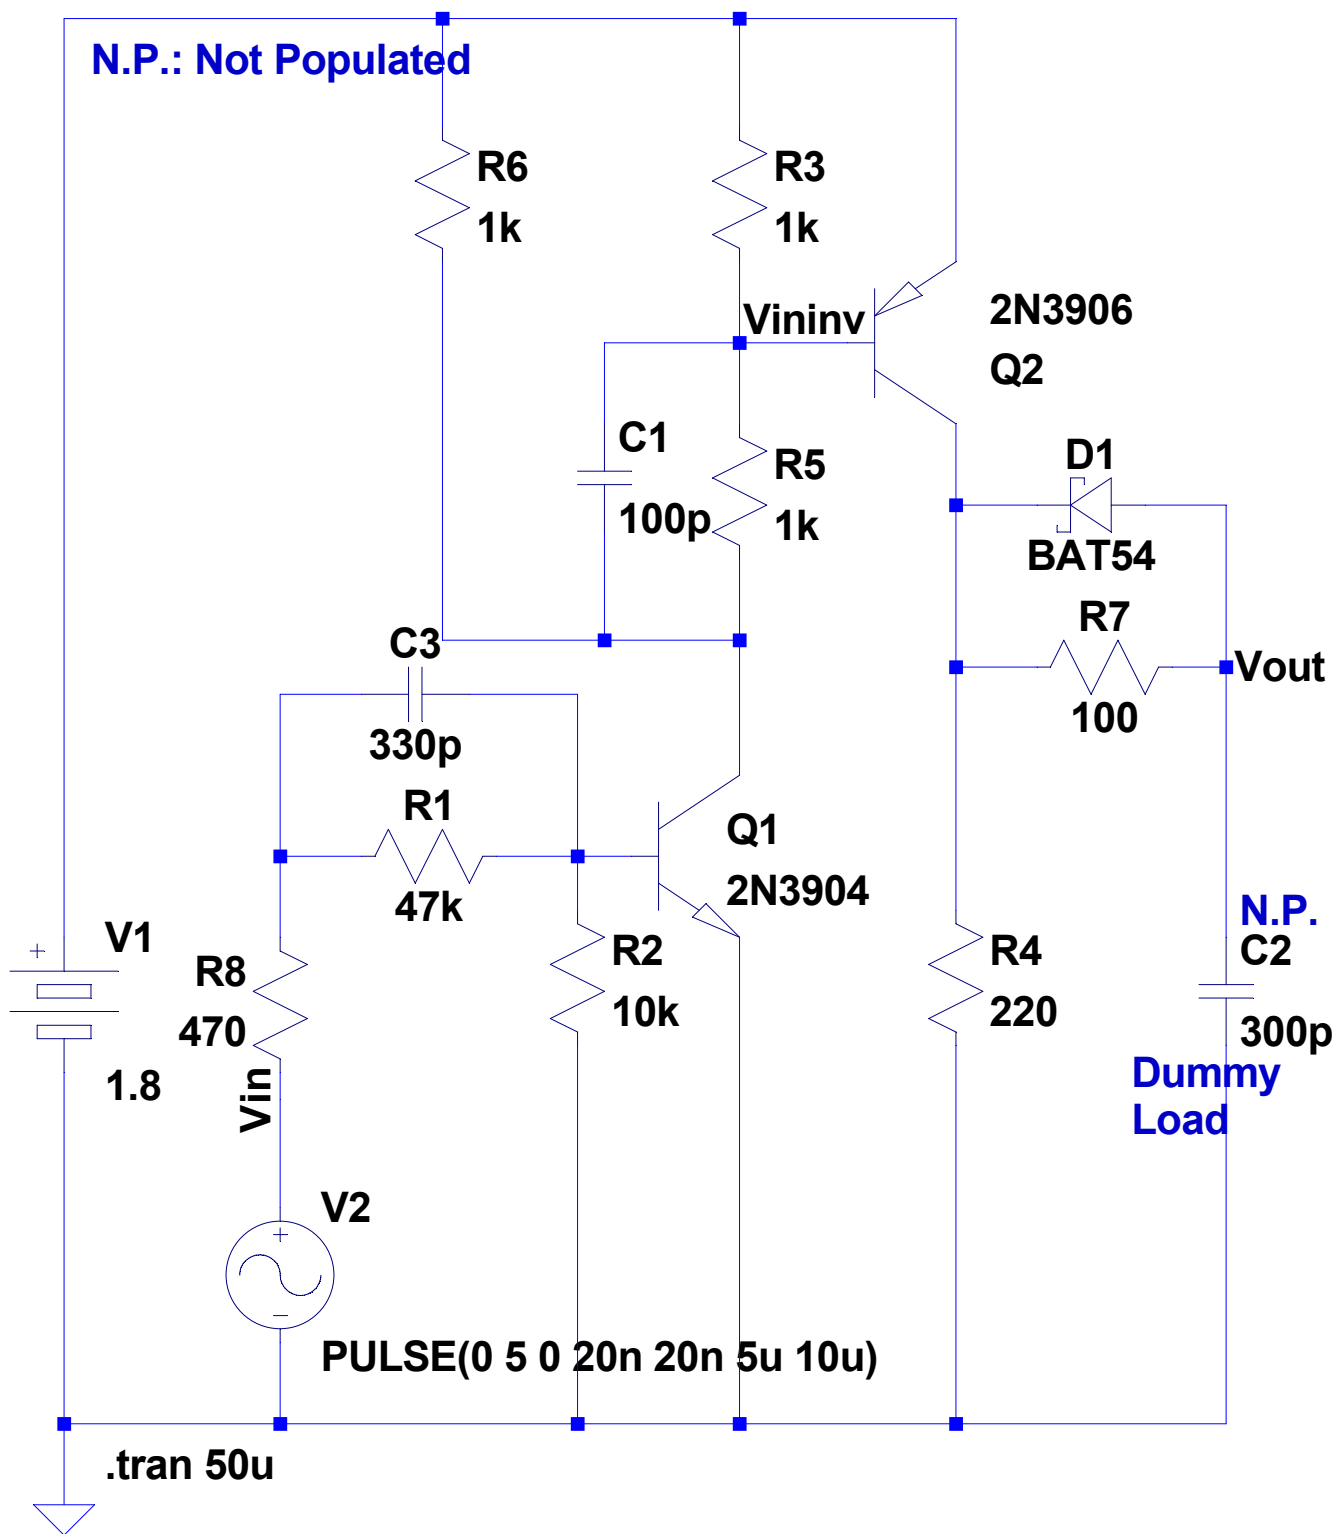 N.P.: Not Populated
R6
1k
R3
1k
Vininv
2N3906
Q2
C1
100p
R5
1k
D1
BAT54
R7
100
Vout
C3
330p
R1
47k
Q1
2N3904
+
V1
1.8
R8
470
Vin
R2
10k
R4
220
N.P.
C2
300p
Dummy
Load
V2
+
−
PULSE(0 5 0 20n 20n 5u 10u)
.tran 50u